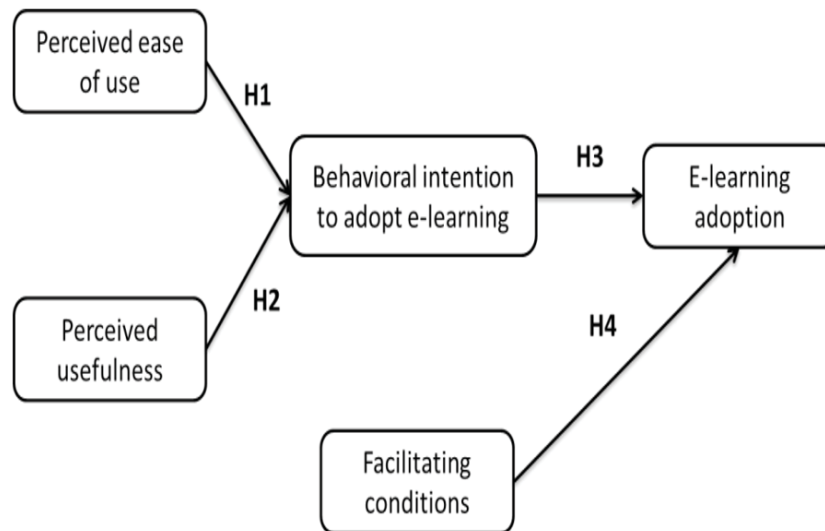 Perceived ease
of use
H1
Behavioral intention
to adopt e-learning
H3
E-learning
adoption
H2
Perceived
usefulness
H4
Facilitating
conditions